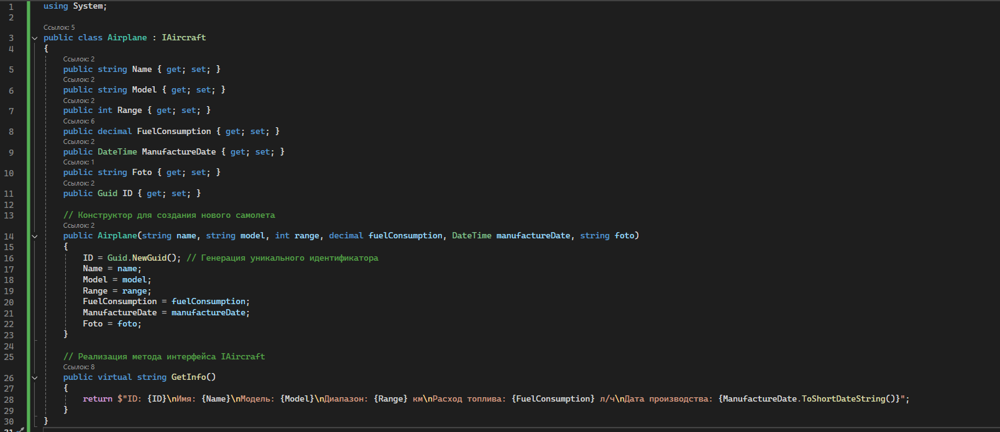 1 using System;
2
Ссылок: 5
3 public class Airplane : IAircraft
4 {
Ссылок: 2
5 public string Name { get; set; }
Ссылок: 2
6 public string Model { get; set; }
Ссылок: 2
7 public int Range { get; set; }
Ссылок: 6
8 public decimal FuelConsumption { get; set; }
Ссылок: 2
9 public DateTime ManufactureDate { get; set; }
Ссылок: 1
10 public string Foto { get; set; }
Ссылок: 2
11 public Guid ID { get; set; }
12
13 // Конструктор для создания нового самолета
Ссылок: 2
14 public Airplane(string name, string model, int range, decimal fuelConsumption, DateTime manufactureDate, string foto)
15 {
16 ID = Guid.NewGuid(); // Генерация уникального идентификатора
17 Name = name;
18 Model = model;
19 Range = range;
20 FuelConsumption = fuelConsumption;
21 ManufactureDate = manufactureDate;
22 Foto = foto;
23 }
24
25 // Реализация метода интерфейса IAircraft
Ссылок: 8
26 public virtual string GetInfo()
27 {
28 return $"ID: {ID}\nИмя: {Name}\nМодель: {Model}\nДиапазон: {Range} км\nРасход топлива: {FuelConsumption} л/ч\nДата производства: {ManufactureDate.ToShortDateString()}";
29 }
30 }
31